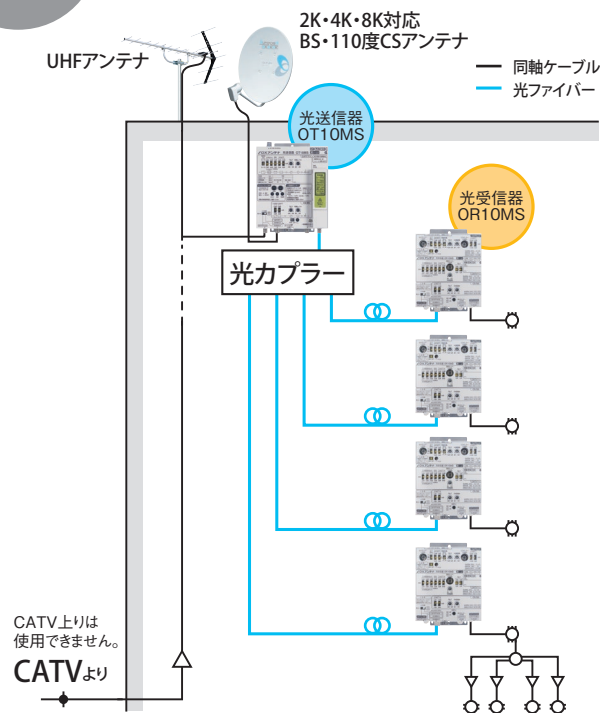 2K・4K・8K対応
BS・110度CSアンテナ
UHFアンテナ
同軸ケーブル
光ファイバー
光送信器
OT10MS
光受信器
OR10MS
光カプラー
CATV上りは
使用できません。
CATVより